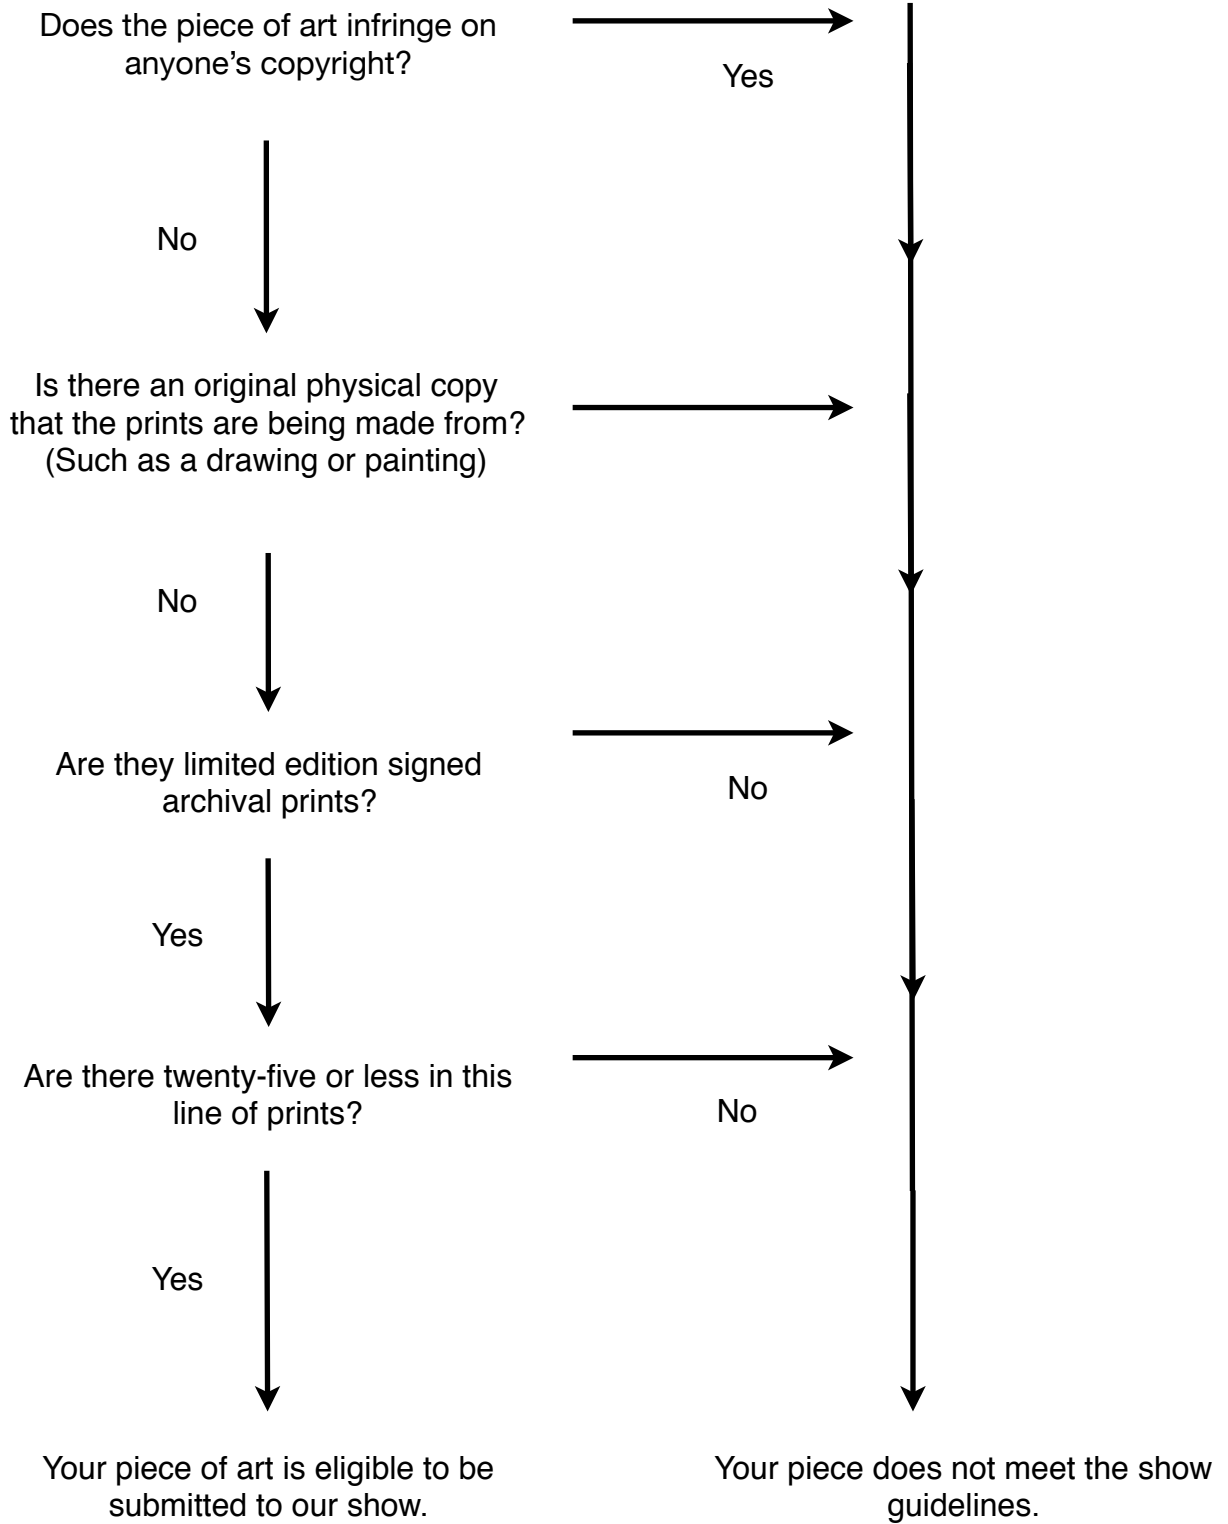 Does the piece of art infringe on
anyone’s copyright?
Yes
No
Is there an original physical copy
that the prints are being made from?
(Such as a drawing or painting)
No
Are they limited edition signed
archival prints?
No
Yes
Are there twenty-five or less in this
line of prints?
No
Yes
Your piece of art is eligible to be
submitted to our show.
Your piece does not meet the show
guidelines.